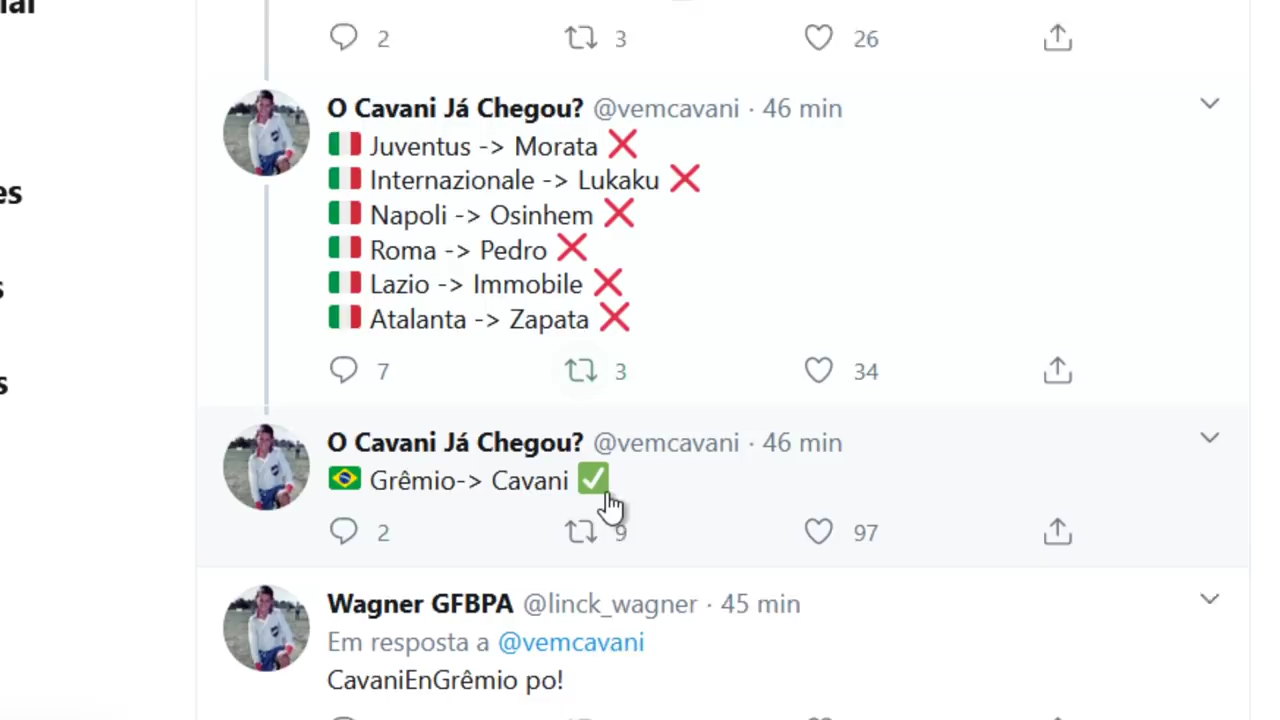 2 3 26
O Cavani Já Chegou? @vemcavani · 46 min
Juventus -> Morata ❌
Internazionale -> Lukaku ❌
Napoli -> Osinhem ❌
Roma -> Pedro ❌
Lazio -> Immobile ❌
Atalanta -> Zapata ❌
7 3 34
O Cavani Já Chegou? @vemcavani · 46 min
Grêmio-> Cavani ✅
2 9 97
es
s
s
Wagner GFBPA @linck_wagner · 45 min
Em resposta a @vemcavani
CavaniEnGrêmio po!